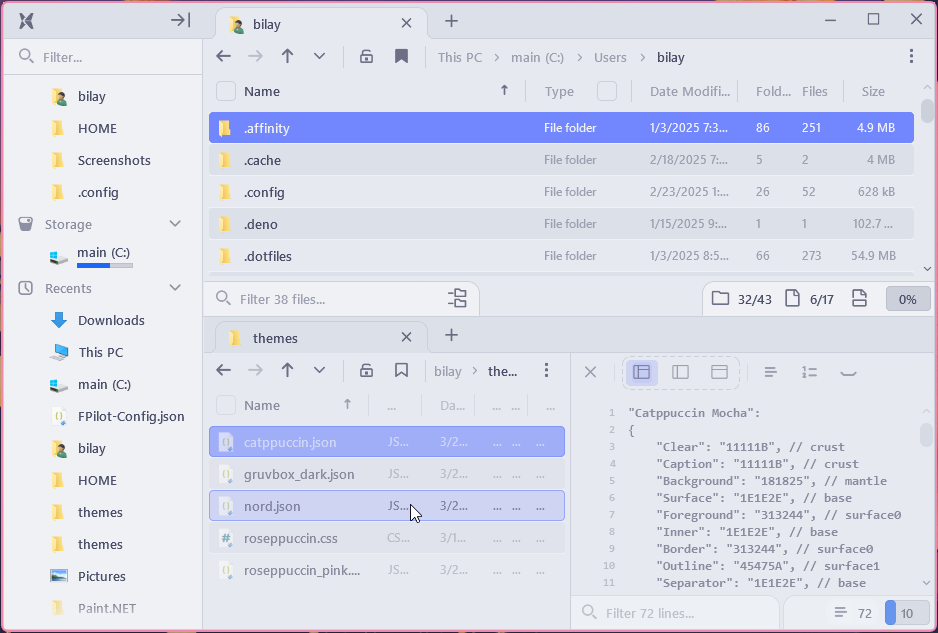 bilay
Filter...
This PC
main (C:)
Users
bilay
bilay
HOME
Screenshots
.config
Storage
main (C:)
Recents
Downloads
This PC
main (C:)
FPilot-Config.json
bilay
HOME
themes
themes
Pictures
Paint.NET
Name Type Date Modifi... Fold... Files Size
.affinity File folder 1/3/2025 7:3... 86 251 4.9 MB
.cache File folder 2/18/2025 7:... 5 2 4 MB
.config File folder 2/23/2025 1:... 26 52 628 kB
.deno File folder 1/15/2025 9:... 1 1 102.7 ...
.dotfiles File folder 1/3/2025 8:5... 66 273 54.9 MB
Filter 38 files...
32/43 6/17 0%
themes
bilay the...
Name ... Da... ... ... ...
catppuccin.json JS... 3/2... ... ... ...
gruvbox_dark.json JS... 3/2... ... ... ...
nord.json JS... 3/2... ... ... ...
roseppuccin.css CS... 3/1... ... ... ...
roseppuccin_pink.... JS... 3/2... ... ... ...
1 "Catppuccin Mocha":
2 {
3 "Clear": "11111B", // crust
4 "Caption": "11111B", // crust
5 "Background": "181825", // mantle
6 "Surface": "1E1E2E", // base
7 "Foreground": "313244", // surface0
8 "Inner": "1E1E2E", // base
9 "Border": "313244", // surface0
10 "Outline": "45475A", // surface1
11 "Separator": "1E1E2E", // base
Filter 72 lines...
72 10